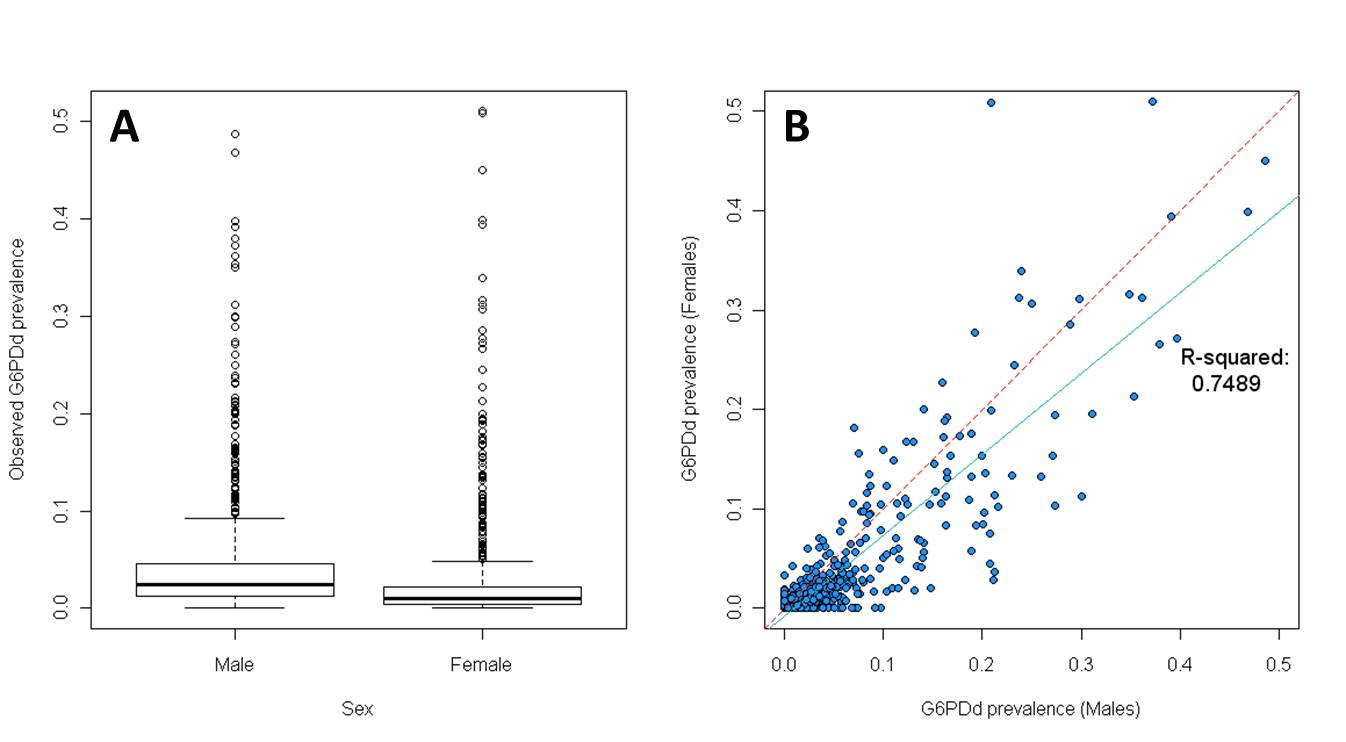 A
Observed G6PDd prevalence
0.5
0.4
0.3
0.2
0.1
0.0
Male
Female
Sex
B
G6PDd prevalence (Females)
0.5
0.4
0.3
0.2
0.1
0.0
R-squared:
0.7489
0.0
0.1
0.2
0.3
0.4
0.5
G6PDd prevalence (Males)